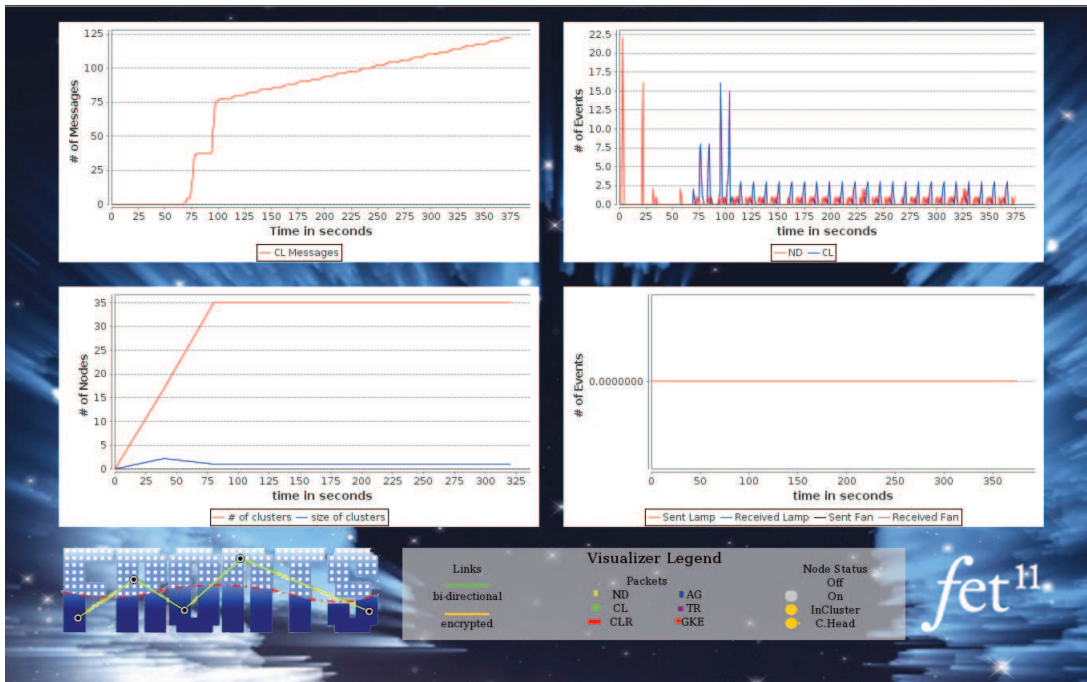 125
100
75
50
25
0
# of Messages
0 25 50 75 100 125 150 175 200 225 250 275 300 325 350 375
Time in seconds
CL Messages
22.5
20.0
17.5
15.0
12.5
10.0
7.5
5.0
2.5
0.0
# of Events
0 25 50 75 100 125 150 175 200 225 250 275 300 325 350 375
time in seconds
ND CL
35
30
25
20
15
10
5
0
# of Nodes
0 25 50 75 100 125 150 175 200 225 250 275 300 325
time in seconds
# of clusters size of clusters
0.0000000
# of Events
0 50 100 150 200 250 300 350
time in seconds
Sent Lamp Received Lamp Sent Fan Received Fan
FRONTS
Visualizer Legend
Links
bi-directional
encrypted
Packets
ND AG
CL TR
CLR GKE
Node Status
Off
On
InCluster
C.Head
fet11